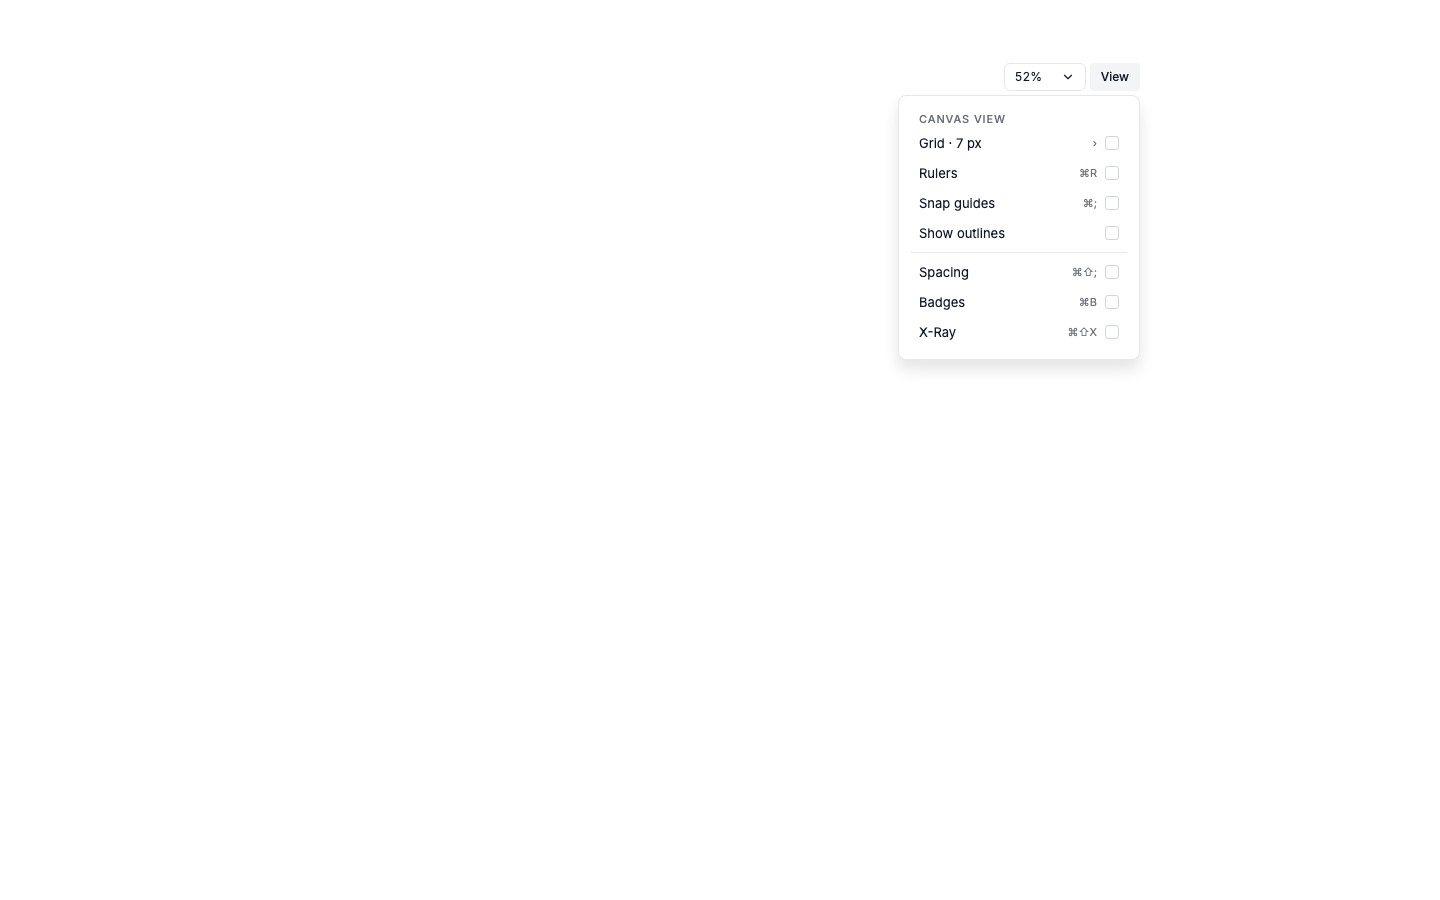 52% View
CANVAS VIEW
Grid · 7 px ›
Rulers ⌘R
Snap guides ⌘;
Show outlines
Spacing ⌘⇧;
Badges ⌘B
X-Ray ⌘⇧X